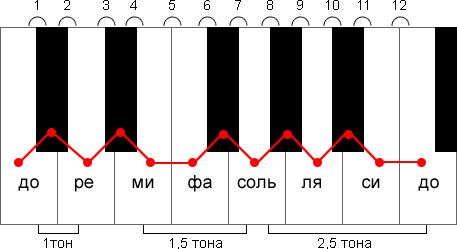 1 2 3 4 5 6 7 8 9 10 11 12
до ре ми фа соль ля си до
1тон 1,5 тона 2,5 тона